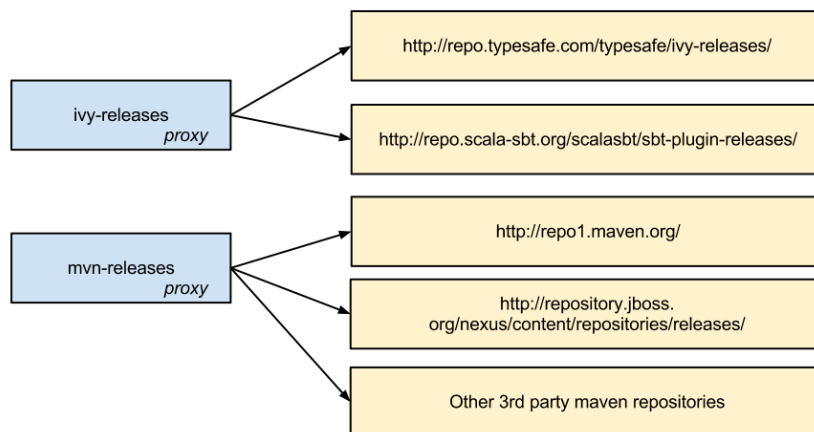 ivy-releases
proxy
http://repo.typesafe.com/typesafe/ivy-releases/
http://repo.scala-sbt.org/scalasbt/sbt-plugin-releases/
mvn-releases
proxy
http://repo1.maven.org/
http://repository.jboss.
org/nexus/content/repositories/releases/
Other 3rd party maven repositories